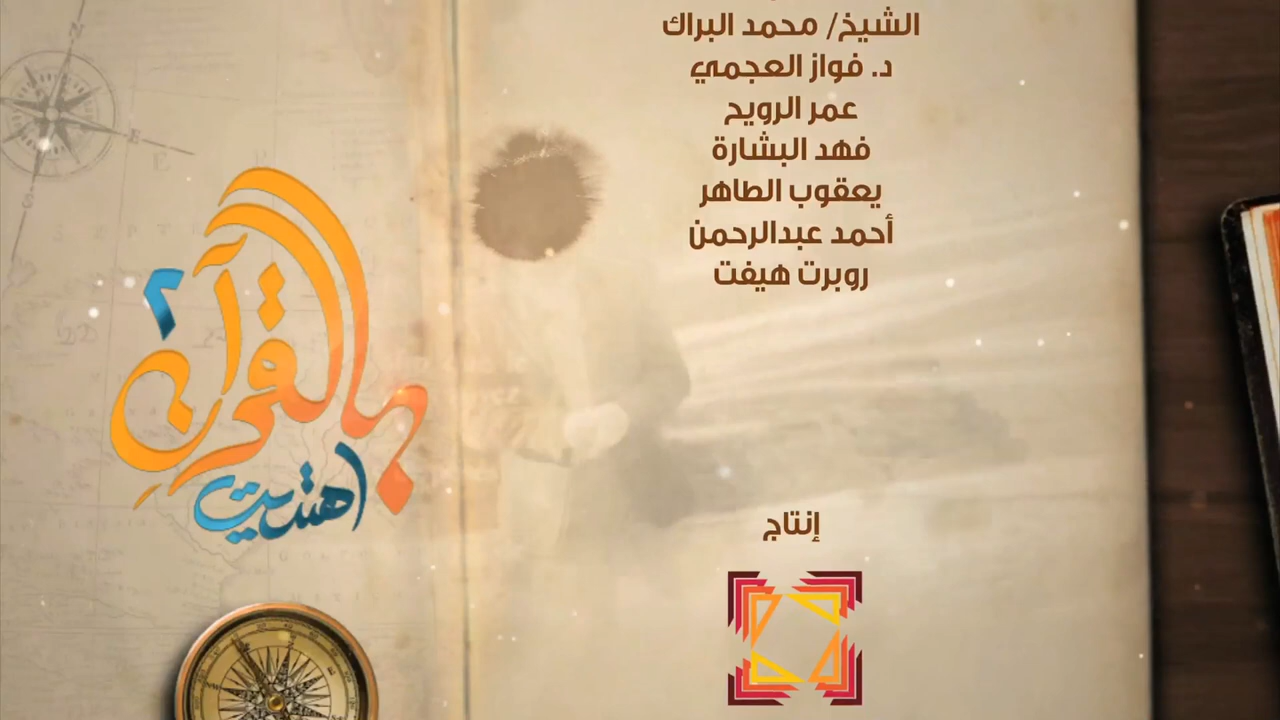 الشيخ/ محمد البراك
د. فواز العجمي
عمر الرويح
فهد البشارة
يعقوب الطاهر
أحمد عبدالرحمن
روبرت هيفت
إنتاج
بالقرآن اهتديت ٢
N
E
S